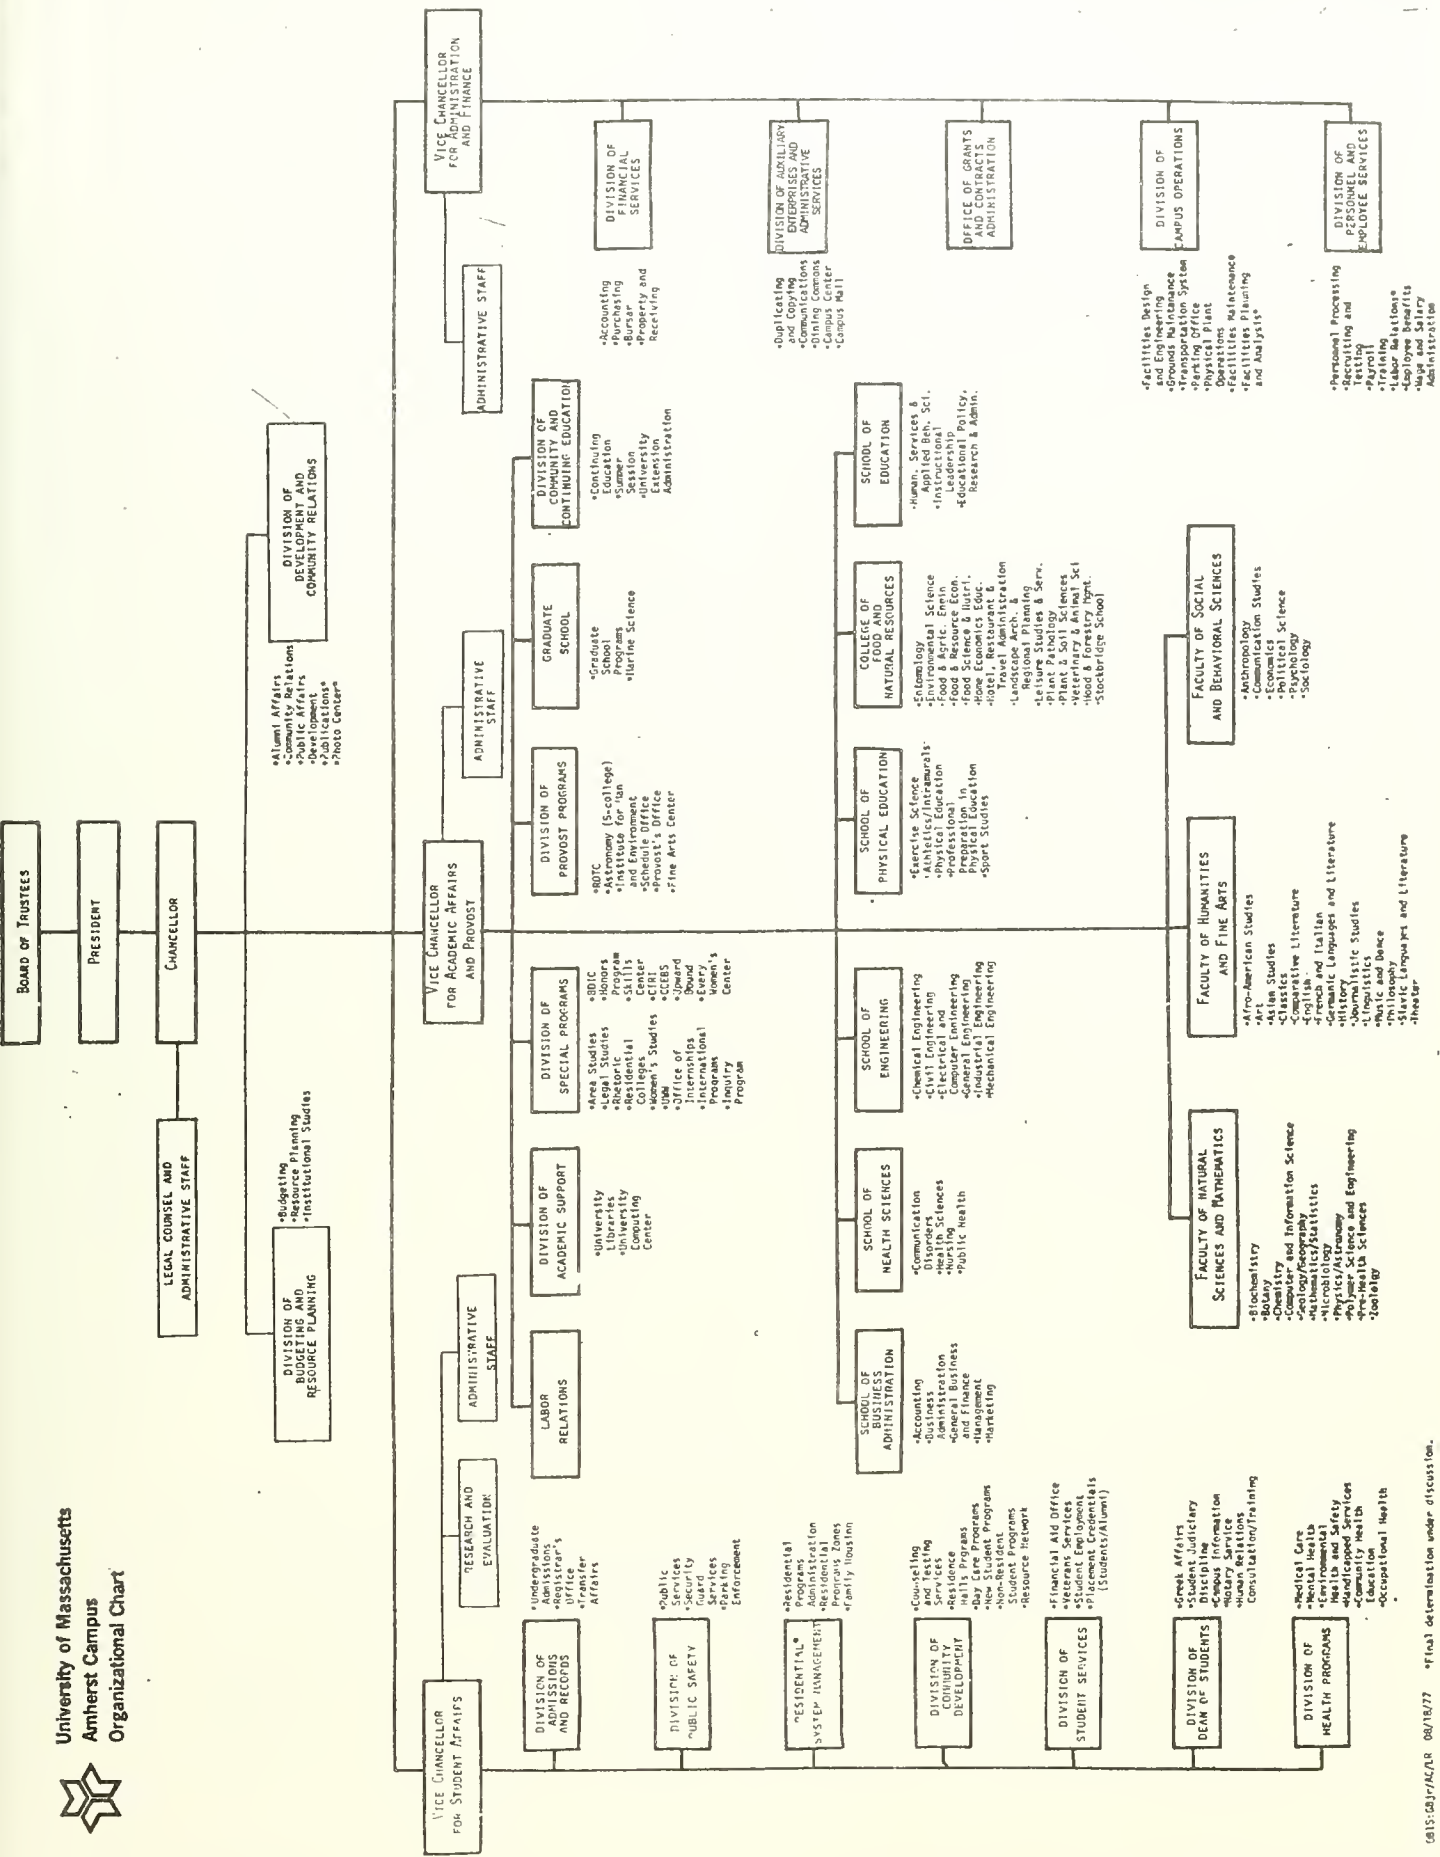 University of Massachusetts
Amherst Campus
Organizational Chart
BOARD OF TRUSTEES
PRESIDENT
CHANCELLOR
LEGAL COUNSEL AND
ADMINISTRATIVE STAFF
DIVISION OF
BUDGETING AND
RESOURCE PLANNING
•Budgeting
•Resource Planning
•Institutional Studies
DIVISION OF
DEVELOPMENT AND
COMMUNITY RELATIONS
•Alumni Affairs
•Community Relations
•Public Affairs
•Development
•Publications*
•Photo Center*
VICE CHANCELLOR
FOR STUDENT AFFAIRS
RESEARCH AND
EVALUATION
ADMINISTRATIVE
STAFF
DIVISION OF
ADMISSIONS
AND RECORDS
•Undergraduate
Admissions
•Registrar's
Office
•Transfer
Affairs
DIVISION OF
PUBLIC SAFETY
•Public
Services
•Security
Guard
Services
•Parking
Enforcement
RESIDENTIAL*
SYSTEM MANAGEMENT
•Residential
Programs
Administration
•Residential
Programs Zones
•Family Housing
DIVISION OF
COMMUNITY
DEVELOPMENT
•Counseling
and Testing
Services
•Residence
Halls Prgrams
•Day Care Programs
•New Student Programs
•Non-Resident
Student Programs
•Resource Network
DIVISION OF
STUDENT SERVICES
•Financial Aid Office
•Veterans Services
•Student Employment
•Placement Credentials
(Students/Alumni)
DIVISION OF
DEAN OF STUDENTS
•Greek Affairs
•Student Judiciary
Discipline
•Campus Information
•Notary Service
•Human Relations
Consultation/Training
DIVISION OF
HEALTH PROGRAMS
•Medical Care
•Mental Health
•Environmental
Health and Safety
•Handicapped Services
•Community Health
Education
•Occupational Health
VICE CHANCELLOR
FOR ACADEMIC AFFAIRS
AND PROVOST
ADMINISTRATIVE
STAFF
LABOR
RELATIONS
DIVISION OF
ACADEMIC SUPPORT
•University
Libraries
•University
Computing
Center
DIVISION OF
SPECIAL PROGRAMS
•Area Studies
•Legal Studies
•Rhetoric
•Residential
Colleges
•Women's Studies
•UWW
•Office of
Internships
•International
Programs
•Inquiry
Program
•BDIC
•Honors
Program
•Skills
Center
•CIRI
•CCEBS
•Upward
Bound
•Every
Women's
Center
DIVISION OF
PROVOST PROGRAMS
•ROTC
•Astronomy (5-college)
•Institute for Man
and Environment
•Schedule Office
•Provost's Office
•Fine Arts Center
GRADUATE
SCHOOL
•Graduate
School
Programs
•Marine Science
DIVISION OF
COMMUNITY AND
CONTINUING EDUCATION
•Continuing
Education
•Summer
Session
•University
Extension
Administration
SCHOOL OF
BUSINESS
ADMINISTRATION
•Accounting
•Business
Administration
•General Business
and Finance
•Management
•Marketing
SCHOOL OF
HEALTH SCIENCES
•Communication
Disorders
•Health Sciences
•Nursing
•Public Health
SCHOOL OF
ENGINEERING
•Chemical Engineering
•Civil Engineering
•Electrical and
Computer Engineering
•General Engineering
•Industrial Engineering
•Mechanical Engineering
SCHOOL OF
PHYSICAL EDUCATION
•Exercise Science
•Athletics/Intramurals
•Physical Education
•Professional
Preparation in
Physical Education
•Sport Studies
COLLEGE OF
FOOD AND
NATURAL RESOURCES
•Entomology
•Environmental Science
•Food & Agric. Engin
•Food & Resource Econ.
•Food Science & Nutri.
•Home Economics Educ.
•Hotel, Restaurant &
Travel Administration
•Landscape Arch. &
Regional Planning
•Leisure Studies & Serv.
•Plant Pathology
•Plant & Soil Sciences
•Veterinary & Animal Sci
•Wood & Forestry Mgnt.
•Stockbridge School
SCHOOL OF
EDUCATION
•Human. Services &
Applied Beh. Sci.
•Instructional
Leadership
•Educational Policy,
Research & Admin.
FACULTY OF NATURAL
SCIENCES AND MATHEMATICS
•Biochemistry
•Botany
•Chemistry
•Computer and Information Science
•Geology/Geography
•Mathematics/Statistics
•Microbiology
•Physics/Astronomy
•Polymer Science and Engineering
•Pre-Health Sciences
•Zoology
FACULTY OF HUMANITIES
AND FINE ARTS
•Afro-American Studies
•Art
•Asian Studies
•Classics
•Comparative Literature
•English
•French and Italian
•Germanic Languages and Literature
•History
•Journalistic Studies
•Linguistics
•Music and Dance
•Philosophy
•Slavic Languages and Literature
•Theater
FACULTY OF SOCIAL
AND BEHAVIORAL SCIENCES
•Anthropology
•Communication Studies
•Economics
•Political Science
•Psychology
•Sociology
VICE CHANCELLOR
FOR ADMINISTRATION
AND FINANCE
ADMINISTRATIVE STAFF
DIVISION OF
FINANCIAL
SERVICES
•Accounting
•Purchasing
•Bursar
•Property and
Receiving
DIVISION OF AUXILIARY
ENTERPRISES AND
ADMINISTRATIVE
SERVICES
•Duplicating
and Copying
•Communications
•Dining Commons
•Campus Center
•Campus Mail
OFFICE OF GRANTS
AND CONTRACTS
ADMINISTRATION
DIVISION OF
CAMPUS OPERATIONS
•Facilities Design
and Engineering
•Grounds Maintanance
•Transportation System
•Parking Office
•Physical Plant
Operations
•Facilities Maintenance
•Facilities Planning
and Analysis*
DIVISION OF
PERSONNEL AND
EMPLOYEE SERVICES
•Personnel Processing
•Recruiting and
Testing
•Payroll
•Training
•Labor Relations*
•Employee Benefits
•Wage and Salary
Administration
08/18/77 *Final determination under discussion.